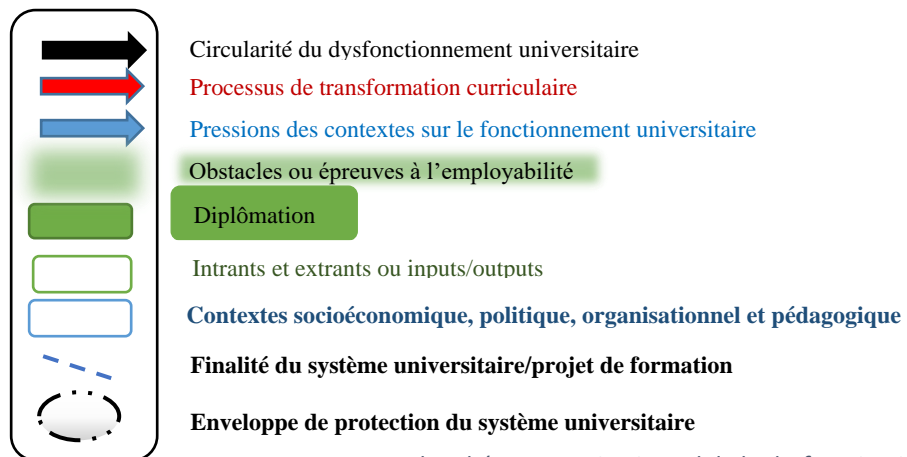 Circularité du dysfonctionnement universitaire
Processus de transformation curriculaire
Pressions des contextes sur le fonctionnement universitaire
Obstacles ou épreuves à l’employabilité
Diplômation
Intrants et extrants ou inputs/outputs
Contextes socioéconomique, politique, organisationnel et pédagogique
Finalité du système universitaire/projet de formation
Enveloppe de protection du système universitaire